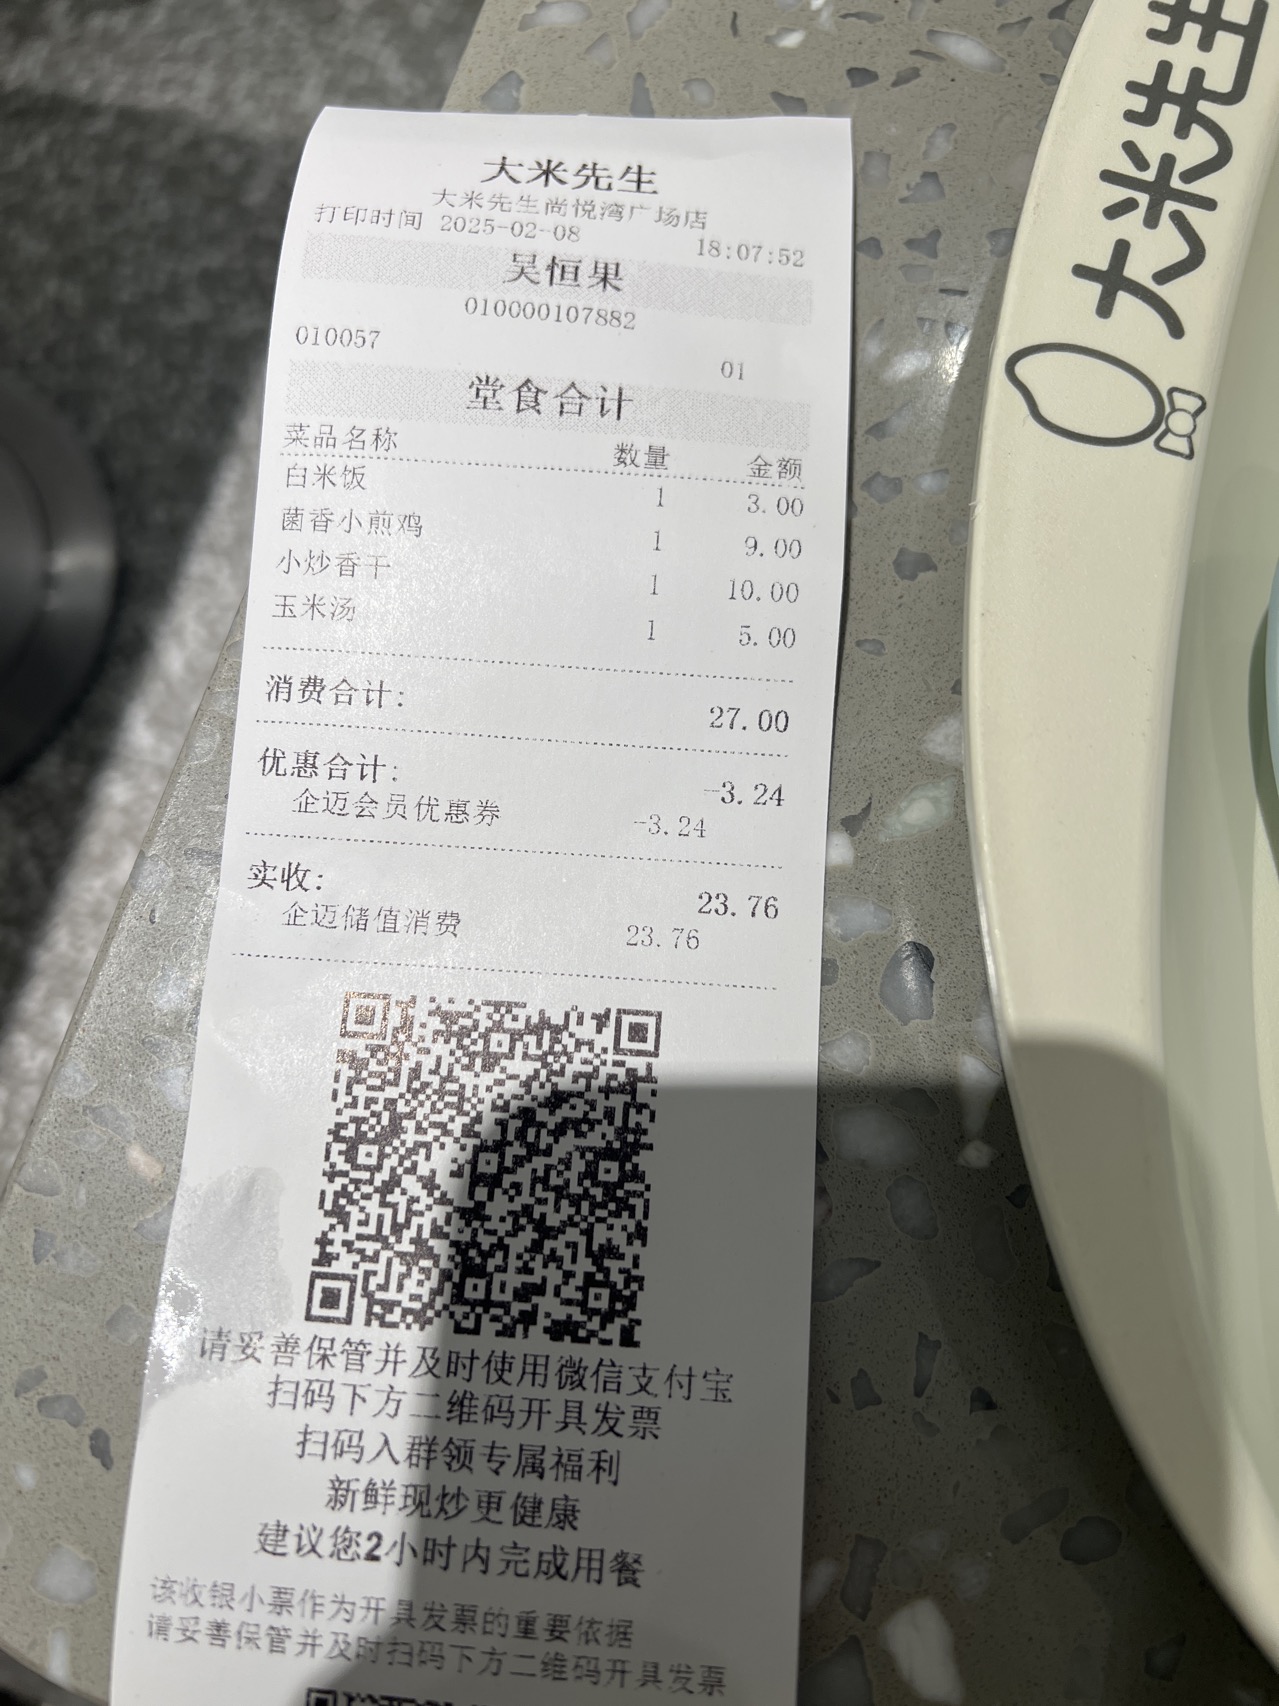 大米先生
大米先生尚悦湾广场店
打印时间 2025-02-08 18:07:52
吴恒果
010000107882
010057 01
堂食合计
菜品名称 数量 金额
白米饭 1 3.00
菌香小煎鸡 1 9.00
小炒香干 1 10.00
玉米汤 1 5.00
消费合计: 27.00
优惠合计: -3.24
企迈会员优惠券 -3.24
实收: 23.76
企迈储值消费 23.76
请妥善保管并及时使用微信支付宝
扫码下方二维码开具发票
扫码入群领专属福利
新鲜现炒更健康
建议您2小时内完成用餐
该收银小票作为开具发票的重要依据
请妥善保管并及时扫码下方二维码开具发票
大米先生